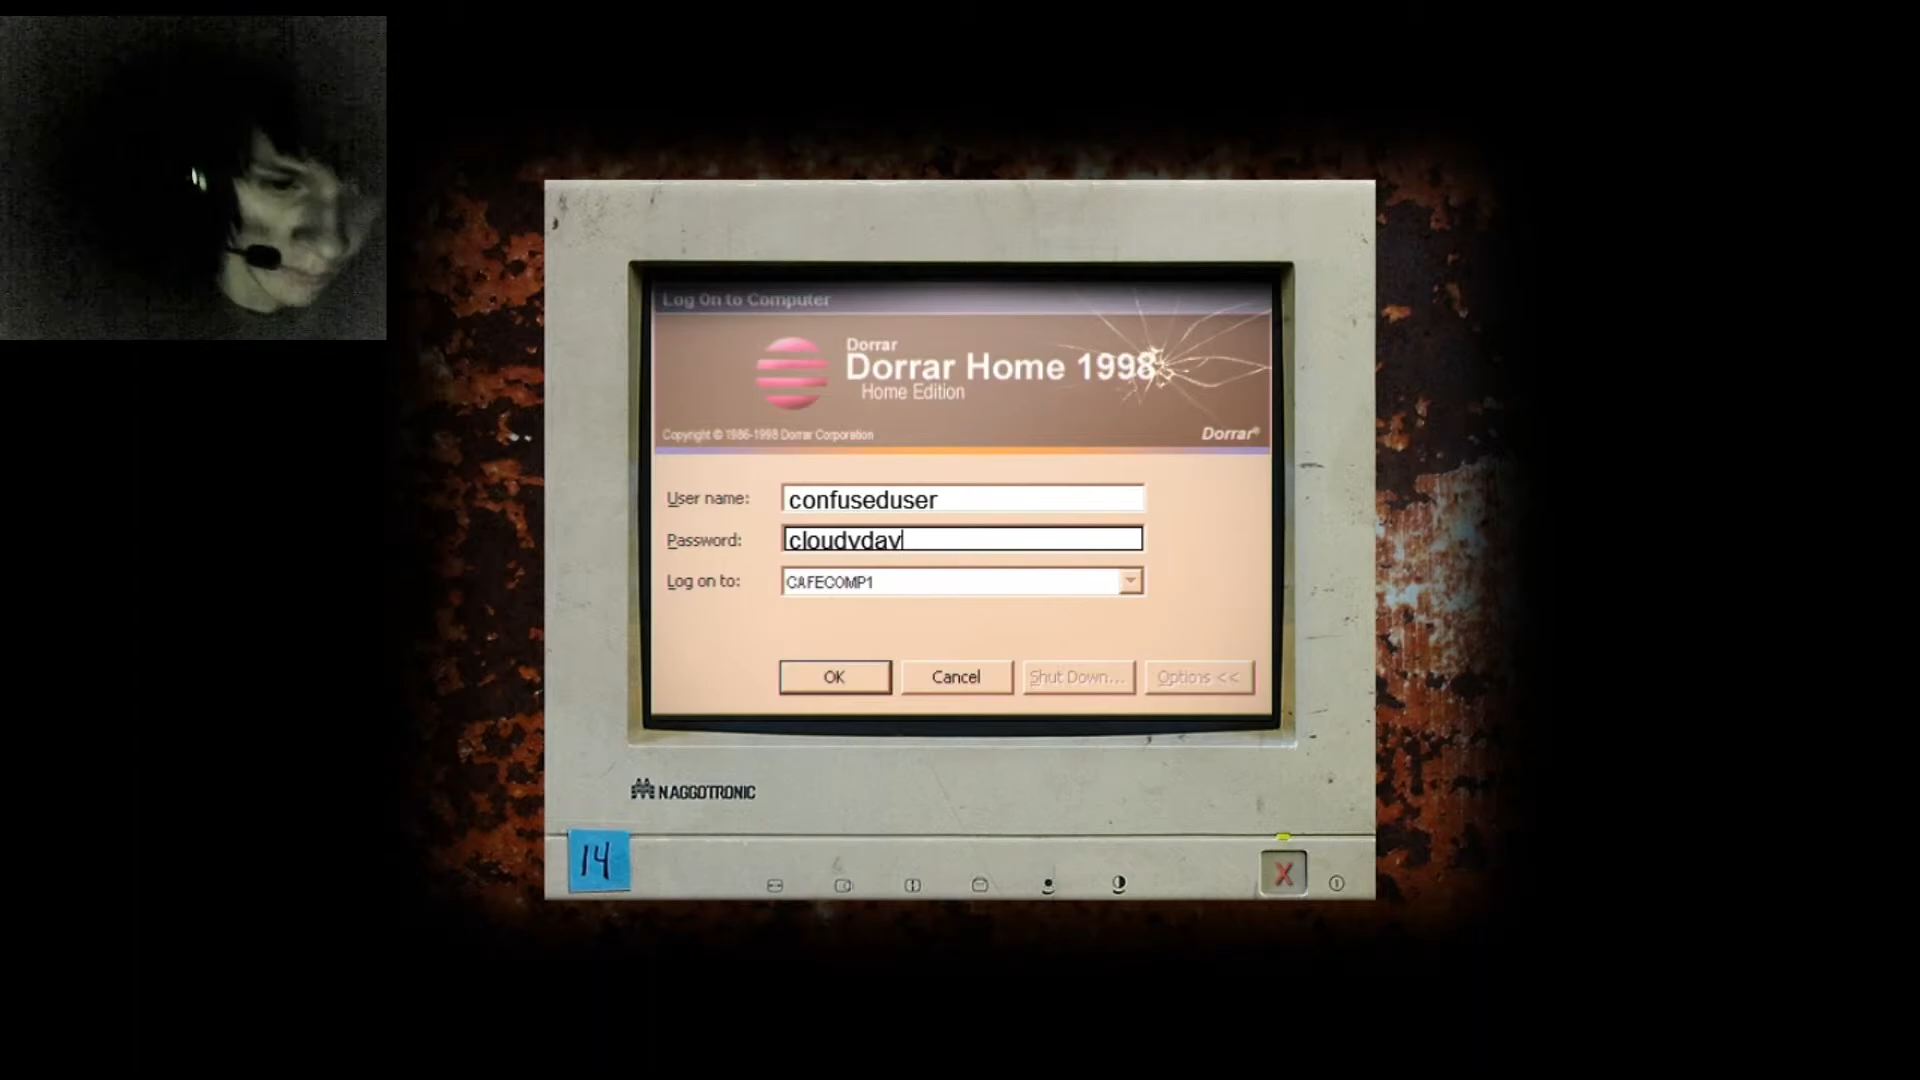 Log On to Computer
Dorrar
Dorrar Home 1998
Home Edition
Copyright © 1986-1998 Dorrar Corporation
Dorrar®
User name: confuseduser
Password: cloudyday
Log on to: CAFECOMP1
OK Cancel Shut Down... Options <<
NAGGOTRONIC
14
X